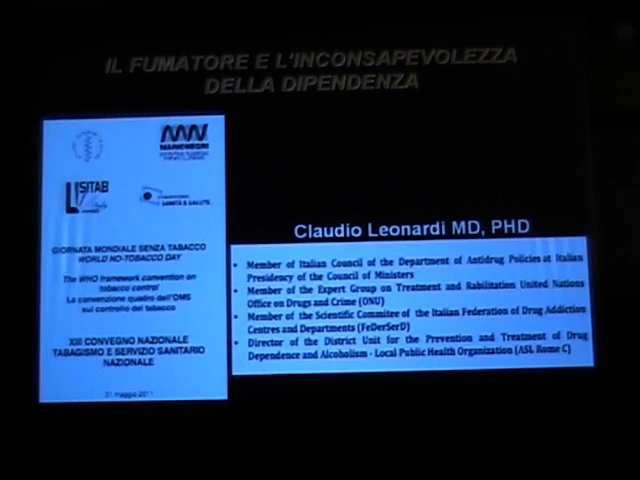 IL FUMATORE E L'INCONSAPEVOLEZZA
DELLA DIPENDENZA
MARIONEGRI
SITAB
SANITÀ E SALUTE
GIORNATA MONDIALE SENZA TABACCO
WORLD NO-TOBACCO DAY
The WHO framework convention on
tobacco control
La convenzione quadro dell'OMS
sul controllo del tabacco
XIII CONVEGNO NAZIONALE
TABAGISMO E SERVIZIO SANITARIO
NAZIONALE
31 maggio 2011
Claudio Leonardi MD, PHD
• Member of Italian Council of the Department of Antidrug Policies at Italian
Presidency of the Council of Ministers
• Member of the Expert Group on Treatment and Rabilitation United Nations
Office on Drugs and Crime (ONU)
• Member of the Scientific Commitee of the Italian Federation of Drug Addiction
Centres and Departments (FeDerSerD)
• Director of the District Unit for the Prevention and Treatment of Drug
Dependence and Alcoholism - Local Public Health Organization (ASL Rome C)